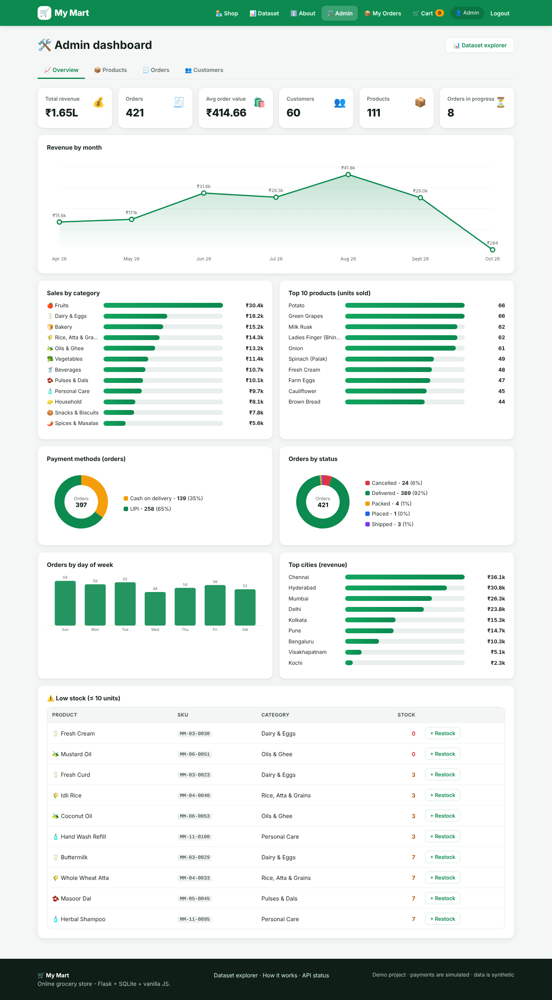 My Mart
Shop
Dataset
About
Admin
My Orders
Cart 0
Admin
Logout
Admin dashboard
Dataset explorer
Overview
Products
Orders
Customers
Total revenue
₹1.65L
Orders
421
Avg order value
₹414.66
Customers
60
Products
111
Orders in progress
8
Revenue by month
₹15.6k
₹17.1k
₹31.6k
₹29.3k
₹41.8k
₹29.0k
₹284
Apr 26
May 26
Jun 26
Jul 26
Aug 26
Sept 26
Oct 26
Sales by category
Fruits ₹30.4k
Dairy & Eggs ₹16.2k
Bakery ₹15.2k
Rice, Atta & Gra... ₹14.3k
Oils & Ghee ₹13.2k
Vegetables ₹11.4k
Beverages ₹10.7k
Pulses & Dals ₹10.1k
Personal Care ₹9.7k
Household ₹8.1k
Snacks & Biscuits ₹7.8k
Spices & Masalas ₹5.6k
Top 10 products (units sold)
Potato 66
Green Grapes 66
Milk Rusk 62
Ladies Finger (Bhin... 62
Onion 61
Spinach (Palak) 49
Fresh Cream 48
Farm Eggs 47
Cauliflower 45
Brown Bread 44
Payment methods (orders)
Orders
397
Cash on delivery - 139 (35%)
UPI - 258 (65%)
Orders by status
Orders
421
Cancelled - 24 (6%)
Delivered - 389 (92%)
Packed - 4 (1%)
Placed - 1 (0%)
Shipped - 3 (1%)
Orders by day of week
64
59
62
48
54
58
52
Sun
Mon
Tue
Wed
Thu
Fri
Sat
Top cities (revenue)
Chennai ₹36.1k
Hyderabad ₹30.8k
Mumbai ₹26.3k
Delhi ₹23.8k
Kolkata ₹15.3k
Pune ₹14.7k
Bengaluru ₹10.3k
Visakhapatnam ₹5.1k
Kochi ₹2.3k
Low stock (≤ 10 units)
PRODUCT SKU CATEGORY STOCK
Fresh Cream MM-03-0030 Dairy & Eggs 0 + Restock
Mustard Oil MM-06-0051 Oils & Ghee 0 + Restock
Fresh Curd MM-03-0023 Dairy & Eggs 3 + Restock
Idli Rice MM-04-0040 Rice, Atta & Grains 3 + Restock
Coconut Oil MM-06-0053 Oils & Ghee 3 + Restock
Hand Wash Refill MM-11-0100 Personal Care 3 + Restock
Buttermilk MM-03-0029 Dairy & Eggs 7 + Restock
Whole Wheat Atta MM-04-0033 Rice, Atta & Grains 7 + Restock
Masoor Dal MM-05-0045 Pulses & Dals 7 + Restock
Herbal Shampoo MM-11-0095 Personal Care 7 + Restock
My Mart
Online grocery store - Flask + SQLite + vanilla JS.
Dataset explorer · How it works · API status
Demo project · payments are simulated · data is synthetic